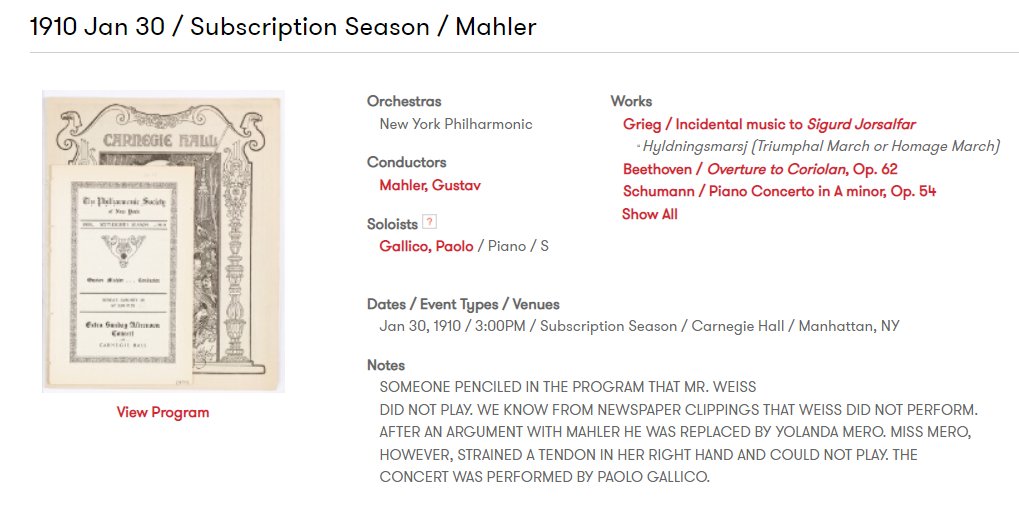 1910 Jan 30 / Subscription Season / Mahler
CARNEGIE HALL
The Philharmonic Society
of New York
Gustav Mahler ... Conductor
Extra Sunday Afternoon
Concert
CARNEGIE HALL
View Program
Orchestras
New York Philharmonic
Conductors
Mahler, Gustav
Soloists ?
Gallico, Paolo / Piano / S
Works
Grieg / Incidental music to Sigurd Jorsalfar
- Hyldningsmarsj (Triumphal March or Homage March)
Beethoven / Overture to Coriolan, Op. 62
Schumann / Piano Concerto in A minor, Op. 54
Show All
Dates / Event Types / Venues
Jan 30, 1910 / 3:00PM / Subscription Season / Carnegie Hall / Manhattan, NY
Notes
SOMEONE PENCILED IN THE PROGRAM THAT MR. WEISS
DID NOT PLAY. WE KNOW FROM NEWSPAPER CLIPPINGS THAT WEISS DID NOT PERFORM.
AFTER AN ARGUMENT WITH MAHLER HE WAS REPLACED BY YOLANDA MERO. MISS MERO,
HOWEVER, STRAINED A TENDON IN HER RIGHT HAND AND COULD NOT PLAY. THE
CONCERT WAS PERFORMED BY PAOLO GALLICO.